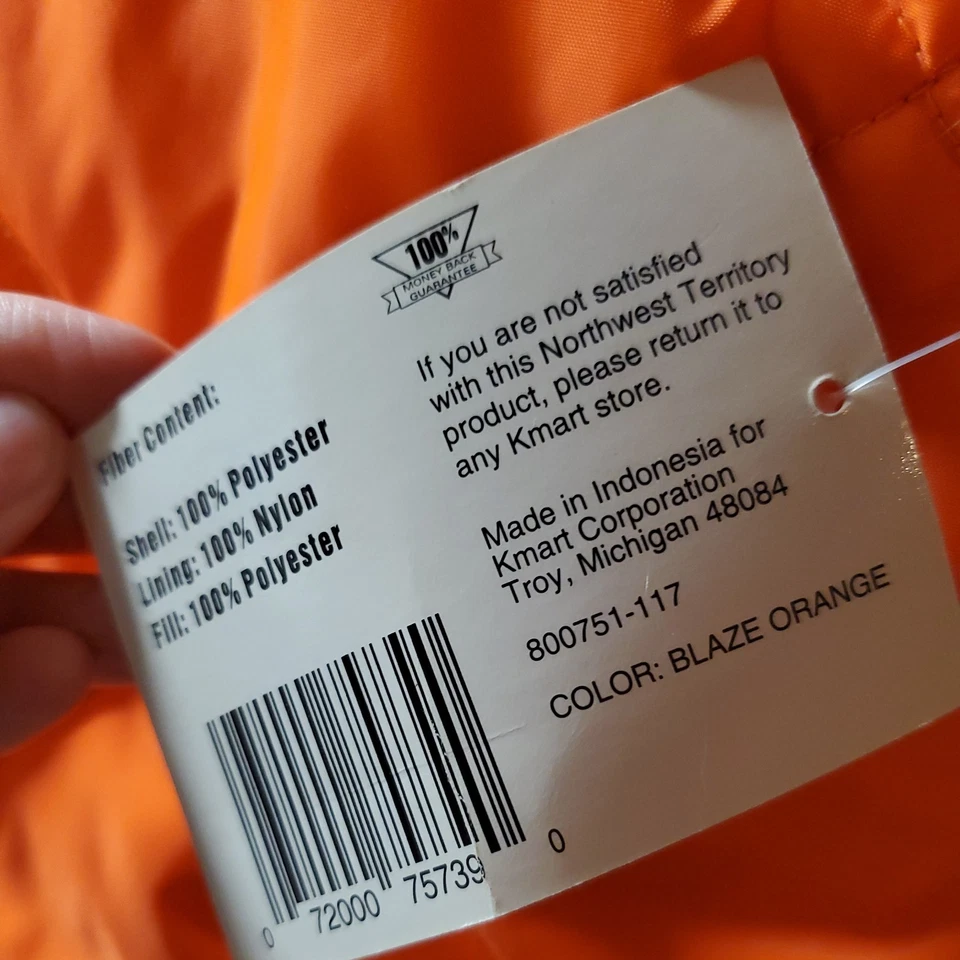 100%
MONEY BACK
GUARANTEE
If you are not satisfied
with this Northwest Territory
product, please return it to
any Kmart store.
Made in Indonesia for
Kmart Corporation
Troy, Michigan 48084
800751-117
COLOR: BLAZE ORANGE
Fiber Content:
Shell: 100% Polyester
Lining: 100% Nylon
Fill: 100% Polyester
0 72000 75739 0